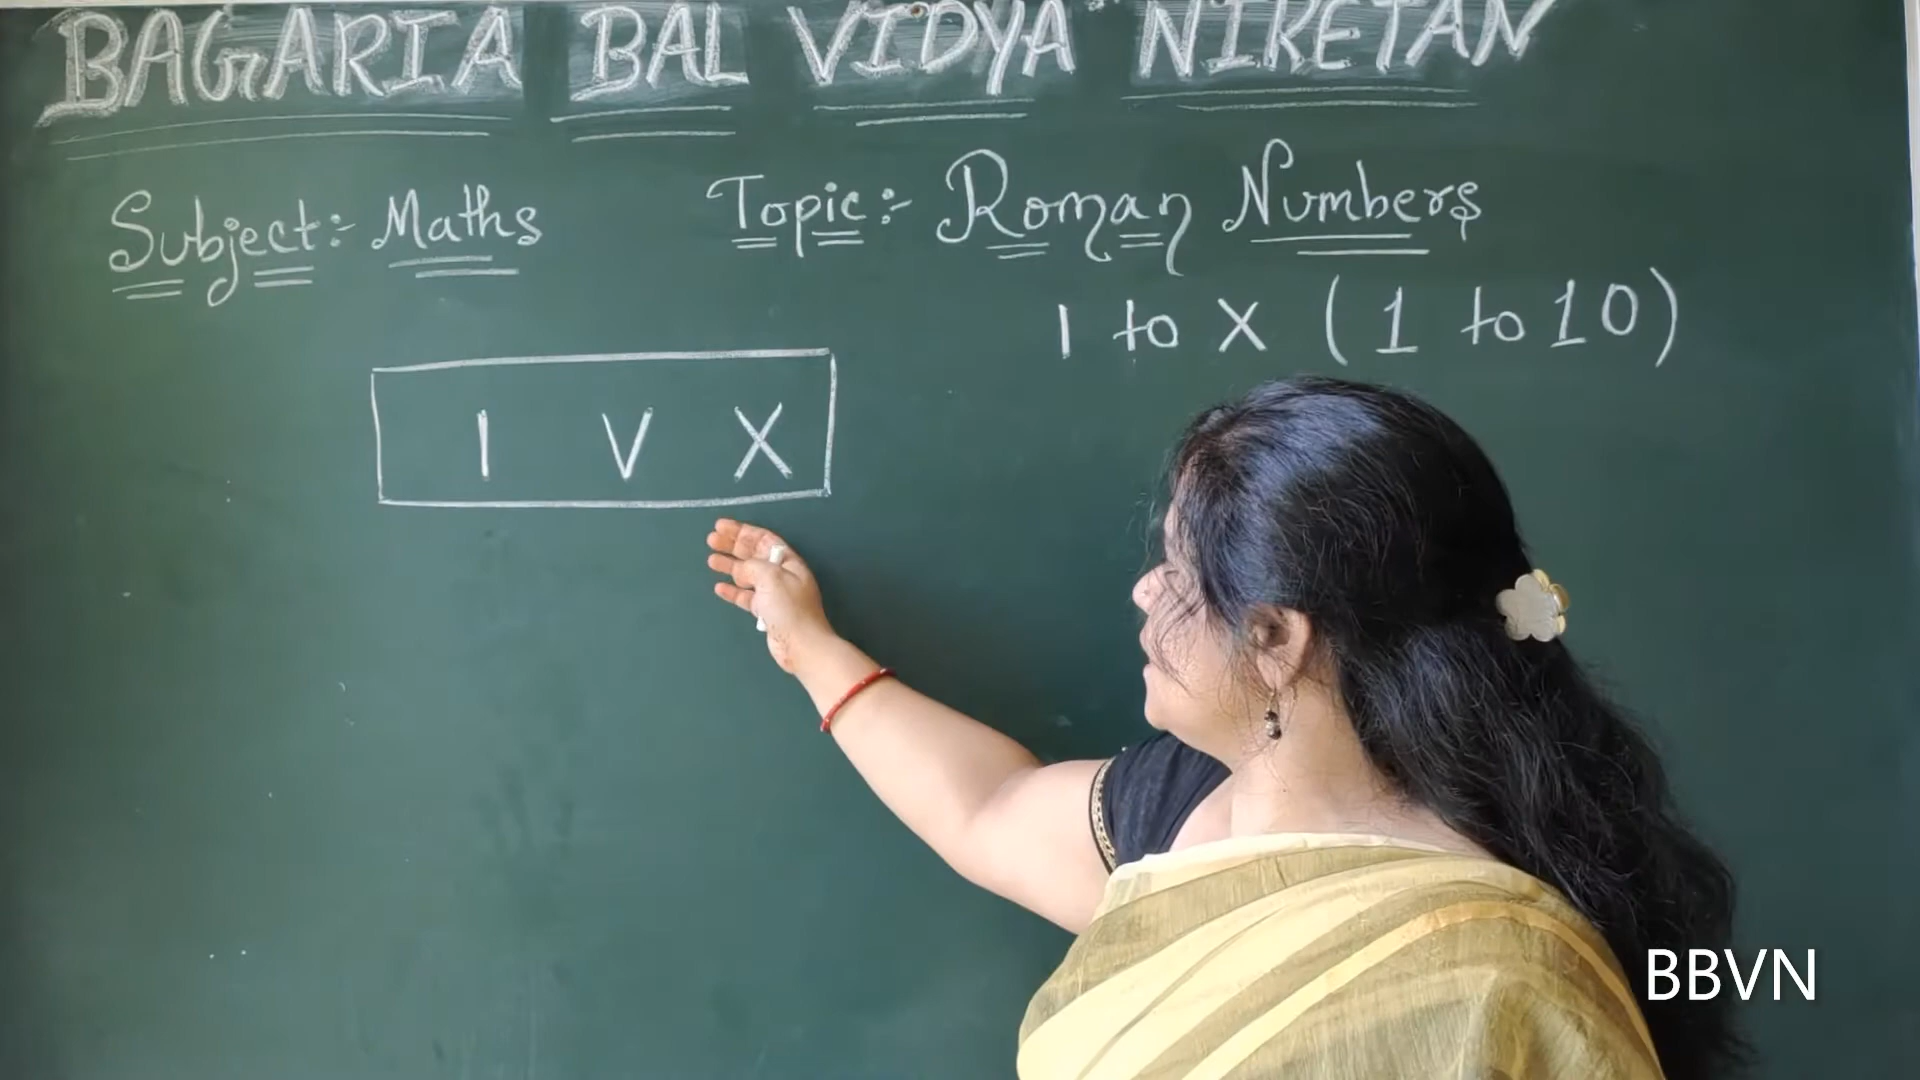 BAGARIA BAL VIDYA NIKETAN
Subject:- Maths
Topic:- Roman Numbers
I to X (1 to 10)
I V X
BBVN